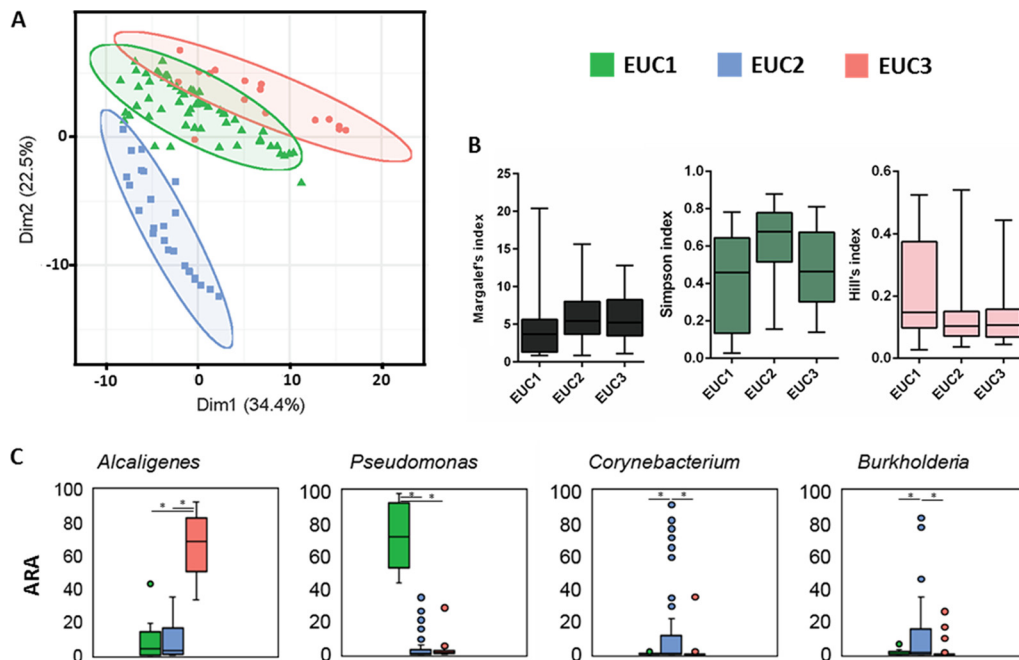 A
EUC1 EUC2 EUC3
0
-10
Dim2 (22.5%)
-10 0 10 20
Dim1 (34.4%)
B
25
20
15
10
5
0
Margalef's index
EUC1 EUC2 EUC3
1.0
0.8
0.6
0.4
0.2
0.0
Simpson index
EUC1 EUC2 EUC3
0.6
0.4
0.2
0.0
Hill's index
EUC1 EUC2 EUC3
C
ARA
Alcaligenes
100
80
60
40
20
0
* *
Pseudomonas
100
80
60
40
20
0
* *
Corynebacterium
100
80
60
40
20
0
* *
Burkholderia
100
80
60
40
20
0
* *